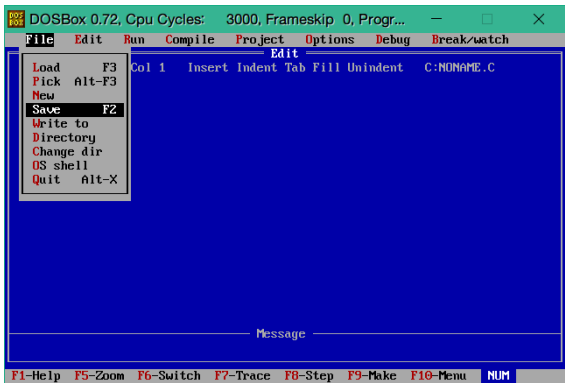 DOSBox 0.72, Cpu Cycles: 3000, Frameskip 0, Progr...
File Edit Run Compile Project Options Debug Break/watch
Edit
Col 1 Insert Indent Tab Fill Unindent C:NONAME.C
Load F3
Pick Alt-F3
New
Save F2
Write to
Directory
Change dir
OS shell
Quit Alt-X
Message
F1-Help F5-Zoom F6-Switch F7-Trace F8-Step F9-Make F10-Menu NUM